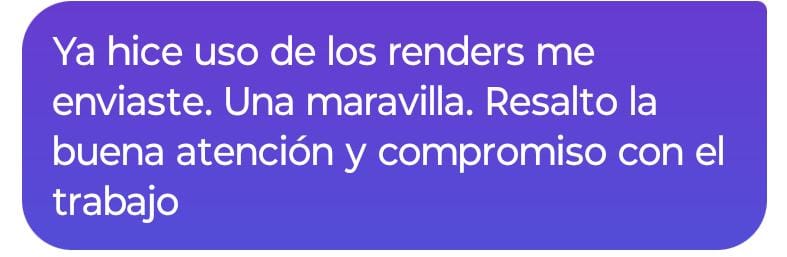 Ya hice uso de los renders me
enviaste. Una maravilla. Resalto la
buena atención y compromiso con el
trabajo